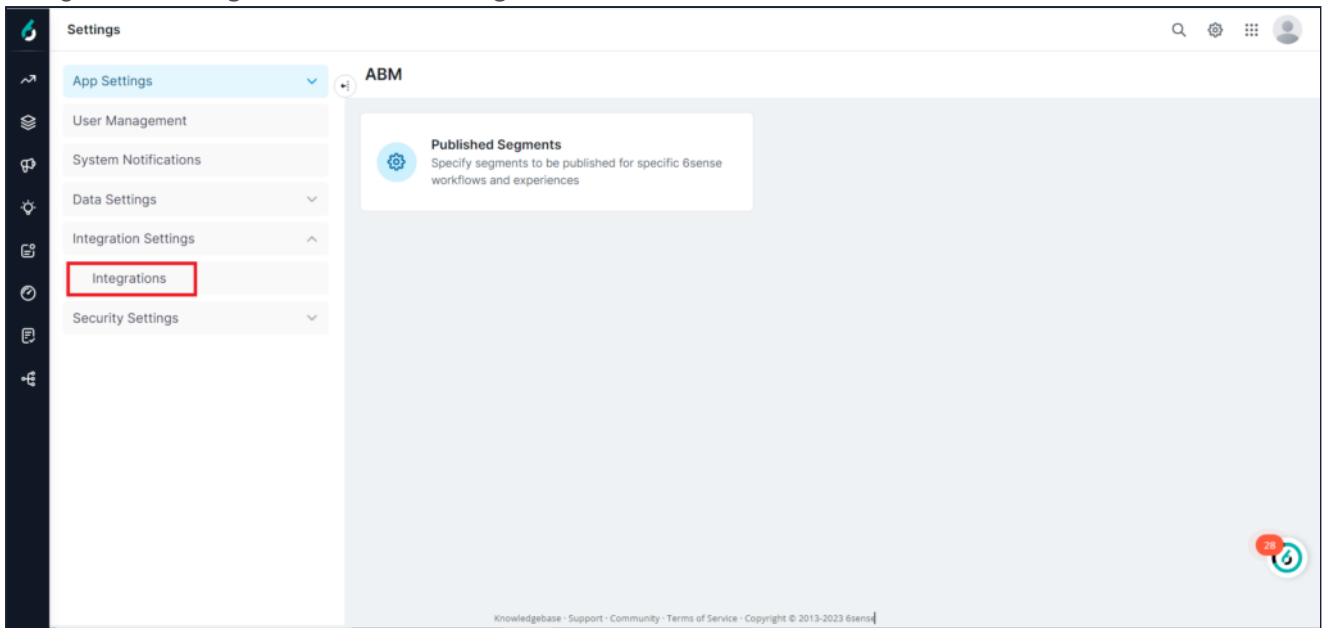 Settings
App Settings
User Management
System Notifications
Data Settings
Integration Settings
Integrations
Security Settings
ABM
Published Segments
Specify segments to be published for specific 6sense
workflows and experiences
28
Knowledgebase · Support · Community · Terms of Service · Copyright © 2013-2023 6sense